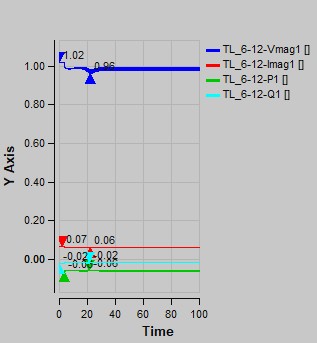 TL_6-12-Vmag1 []
TL_6-12-Imag1 []
TL_6-12-P1 []
TL_6-12-Q1 []
Y Axis
1.00
0.80
0.60
0.40
0.20
0.00
1.02
0.96
0.07 0.06
-0.02 -0.02
-0.06
0 20 40 60 80 100
Time